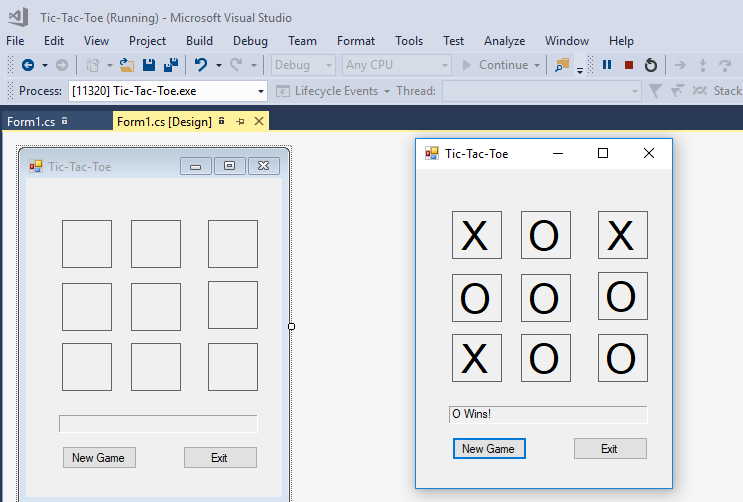 Tic-Tac-Toe (Running) - Microsoft Visual Studio
File Edit View Project Build Debug Team Format Tools Test Analyze Window Help
Debug Any CPU Continue
Process: [11320] Tic-Tac-Toe.exe Lifecycle Events Thread: Stack
Form1.cs Form1.cs [Design]
Tic-Tac-Toe
New Game Exit
Tic-Tac-Toe
X O X
O O O
X O O
O Wins!
New Game Exit